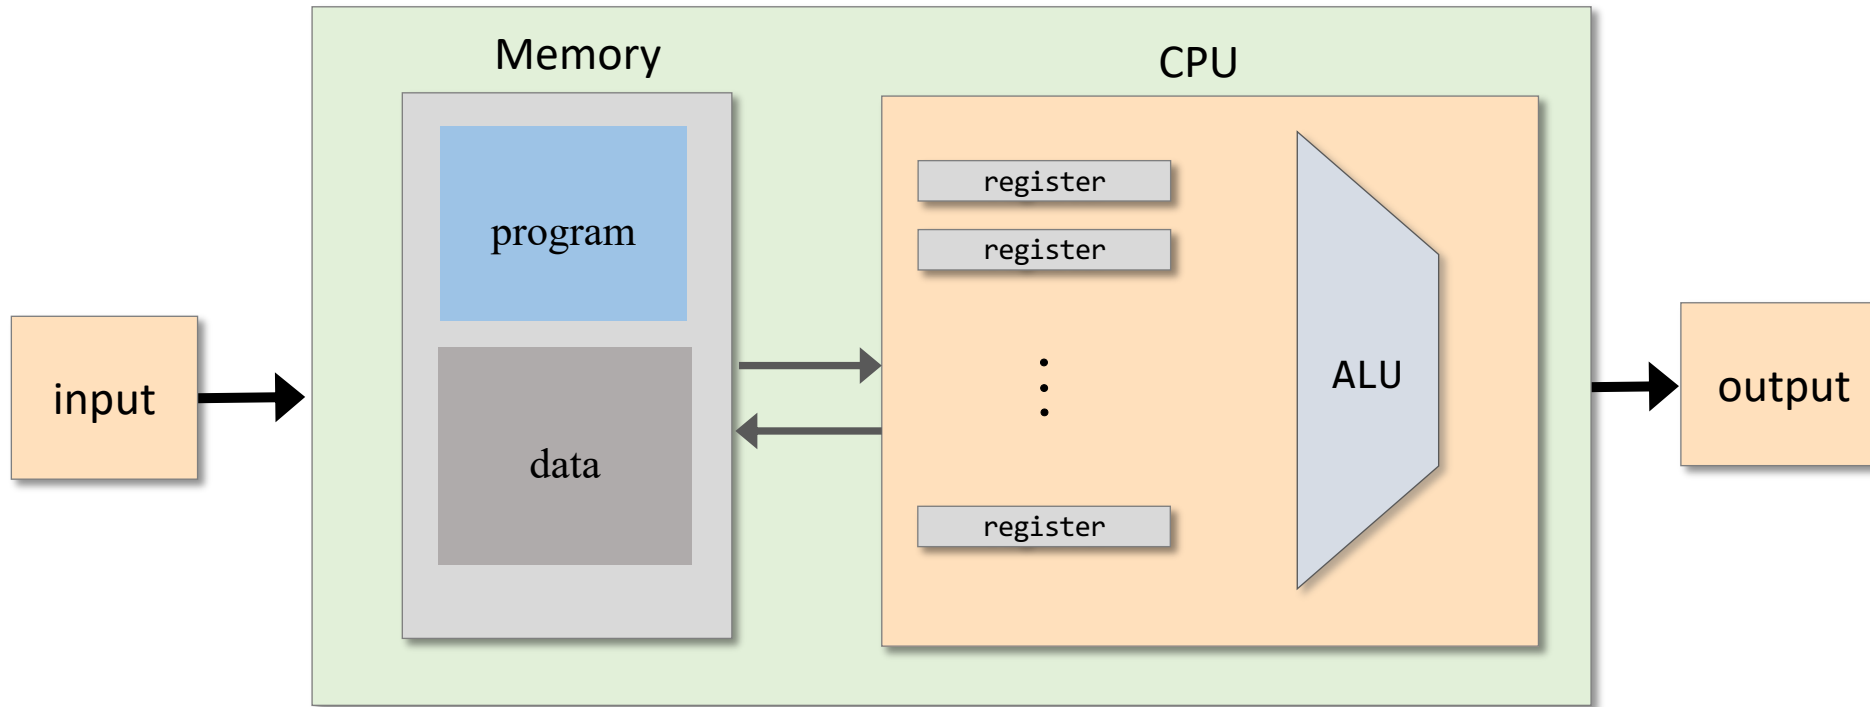 Memory
CPU
program
data
register
register
register
ALU
input
output